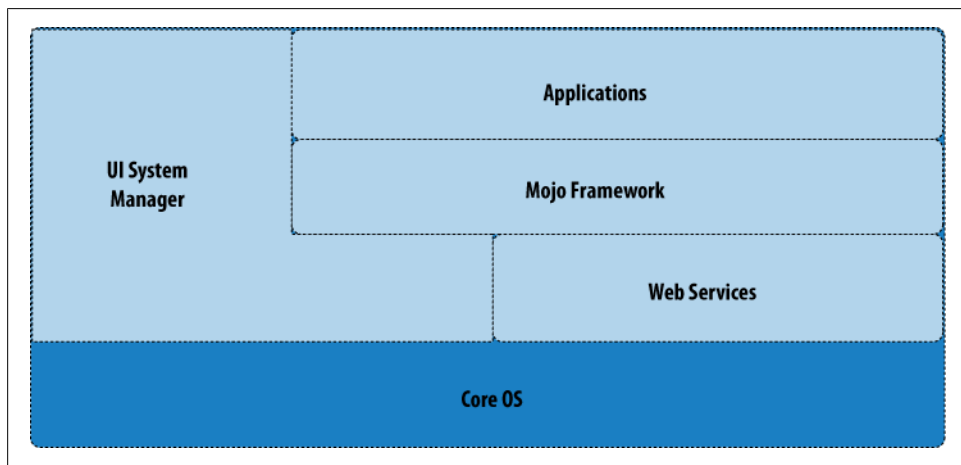 Applications
UI System
Manager
Mojo Framework
Web Services
Core OS